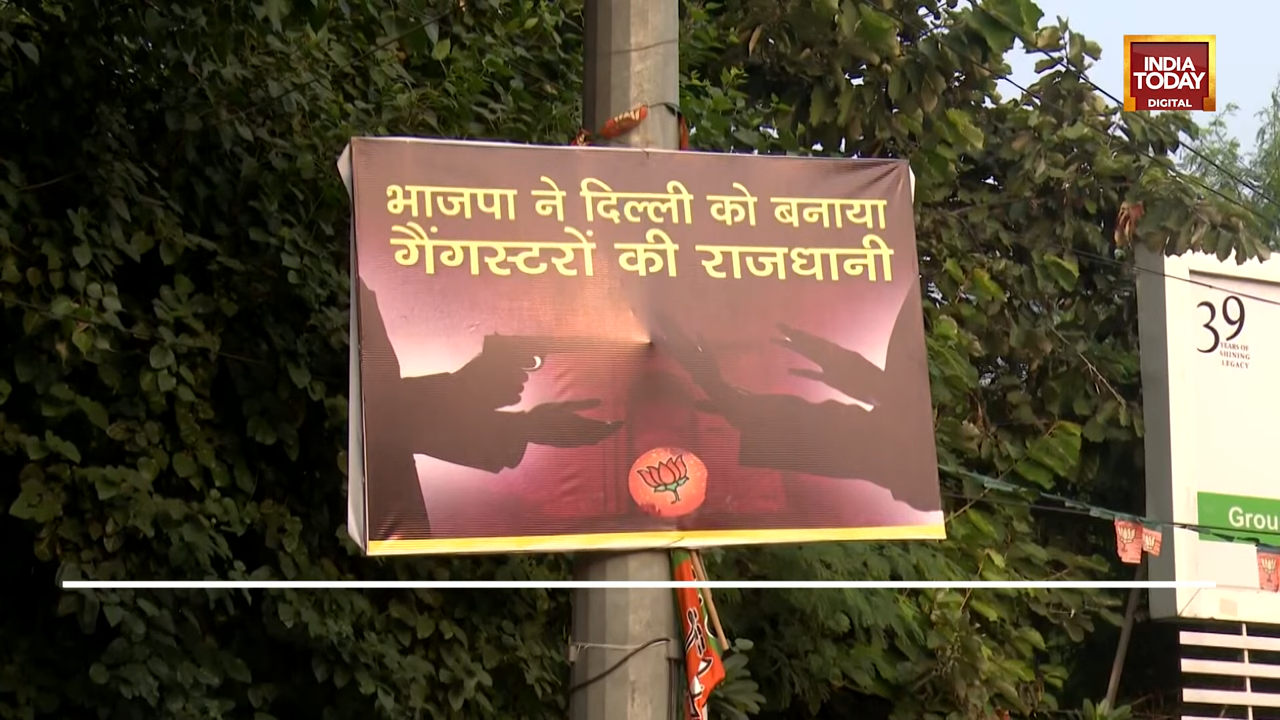 INDIA
TODAY
DIGITAL
भाजपा ने दिल्ली को बनाया
गैंगस्टरों की राजधानी
39
YEARS OF
SHINING
LEGACY
Grou